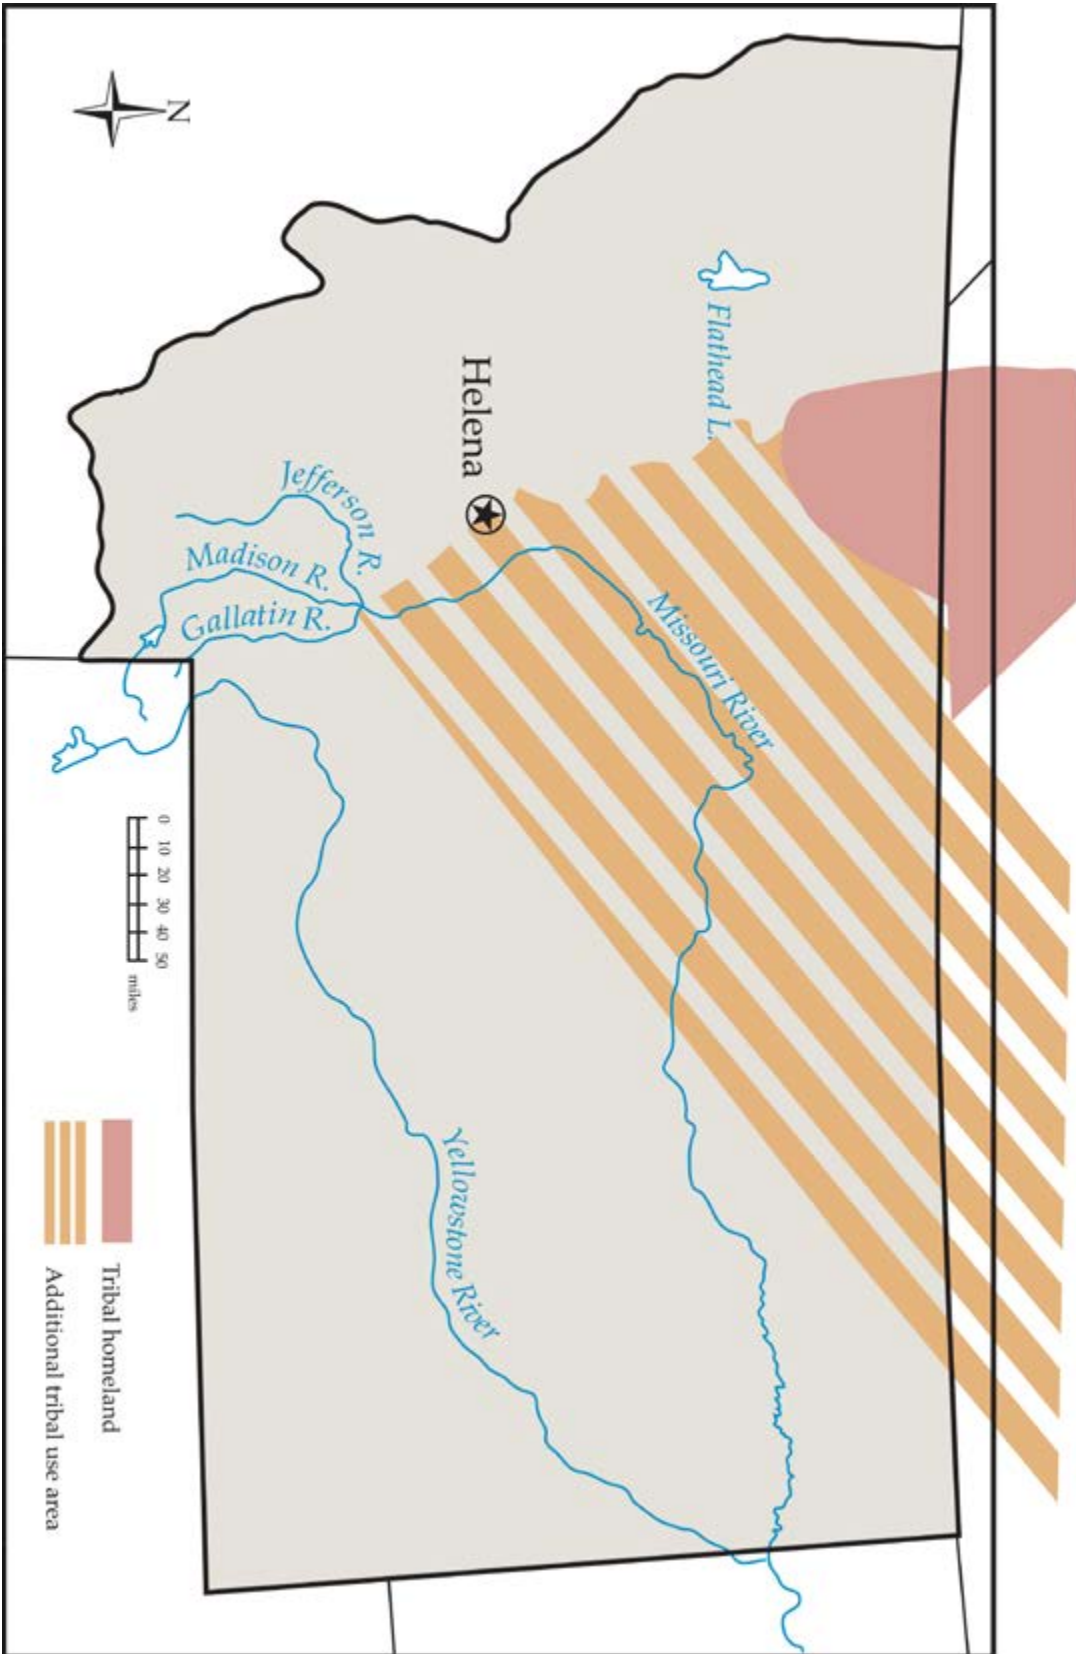 N
Flathead L.
Helena
Jefferson R.
Madison R.
Gallatin R.
Missouri River
Yellowstone River
0 10 20 30 40 50
miles
Tribal homeland
Additional tribal use area